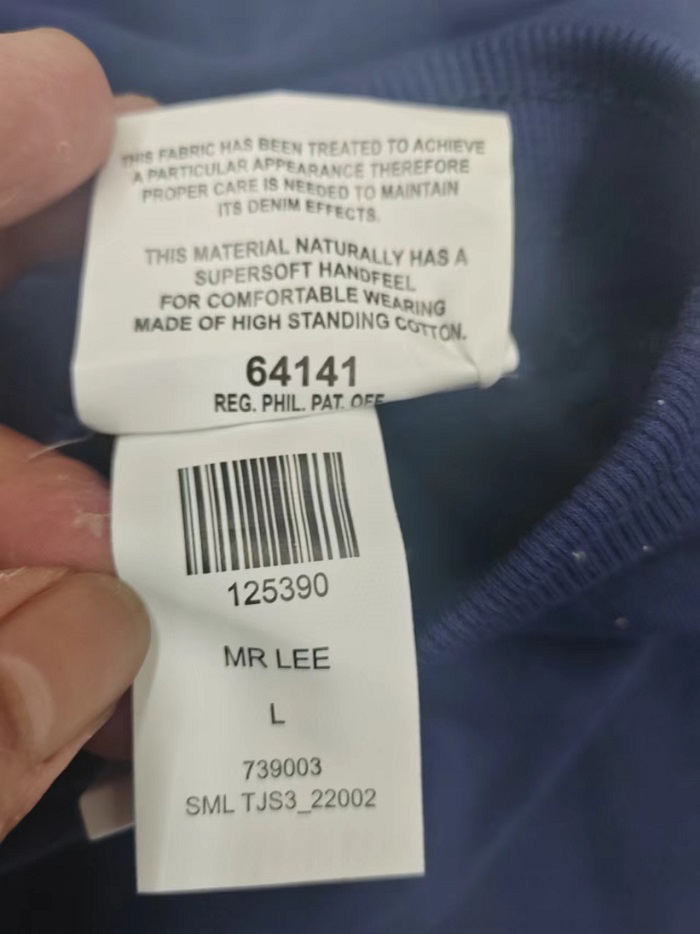 THIS FABRIC HAS BEEN TREATED TO ACHIEVE
A PARTICULAR APPEARANCE THEREFORE
PROPER CARE IS NEEDED TO MAINTAIN
ITS DENIM EFFECTS.
THIS MATERIAL NATURALLY HAS A
SUPERSOFT HANDFEEL
FOR COMFORTABLE WEARING
MADE OF HIGH STANDING COTTON.
64141
REG. PHIL. PAT. OFF
125390
MR LEE
L
739003
SML TJS3_22002